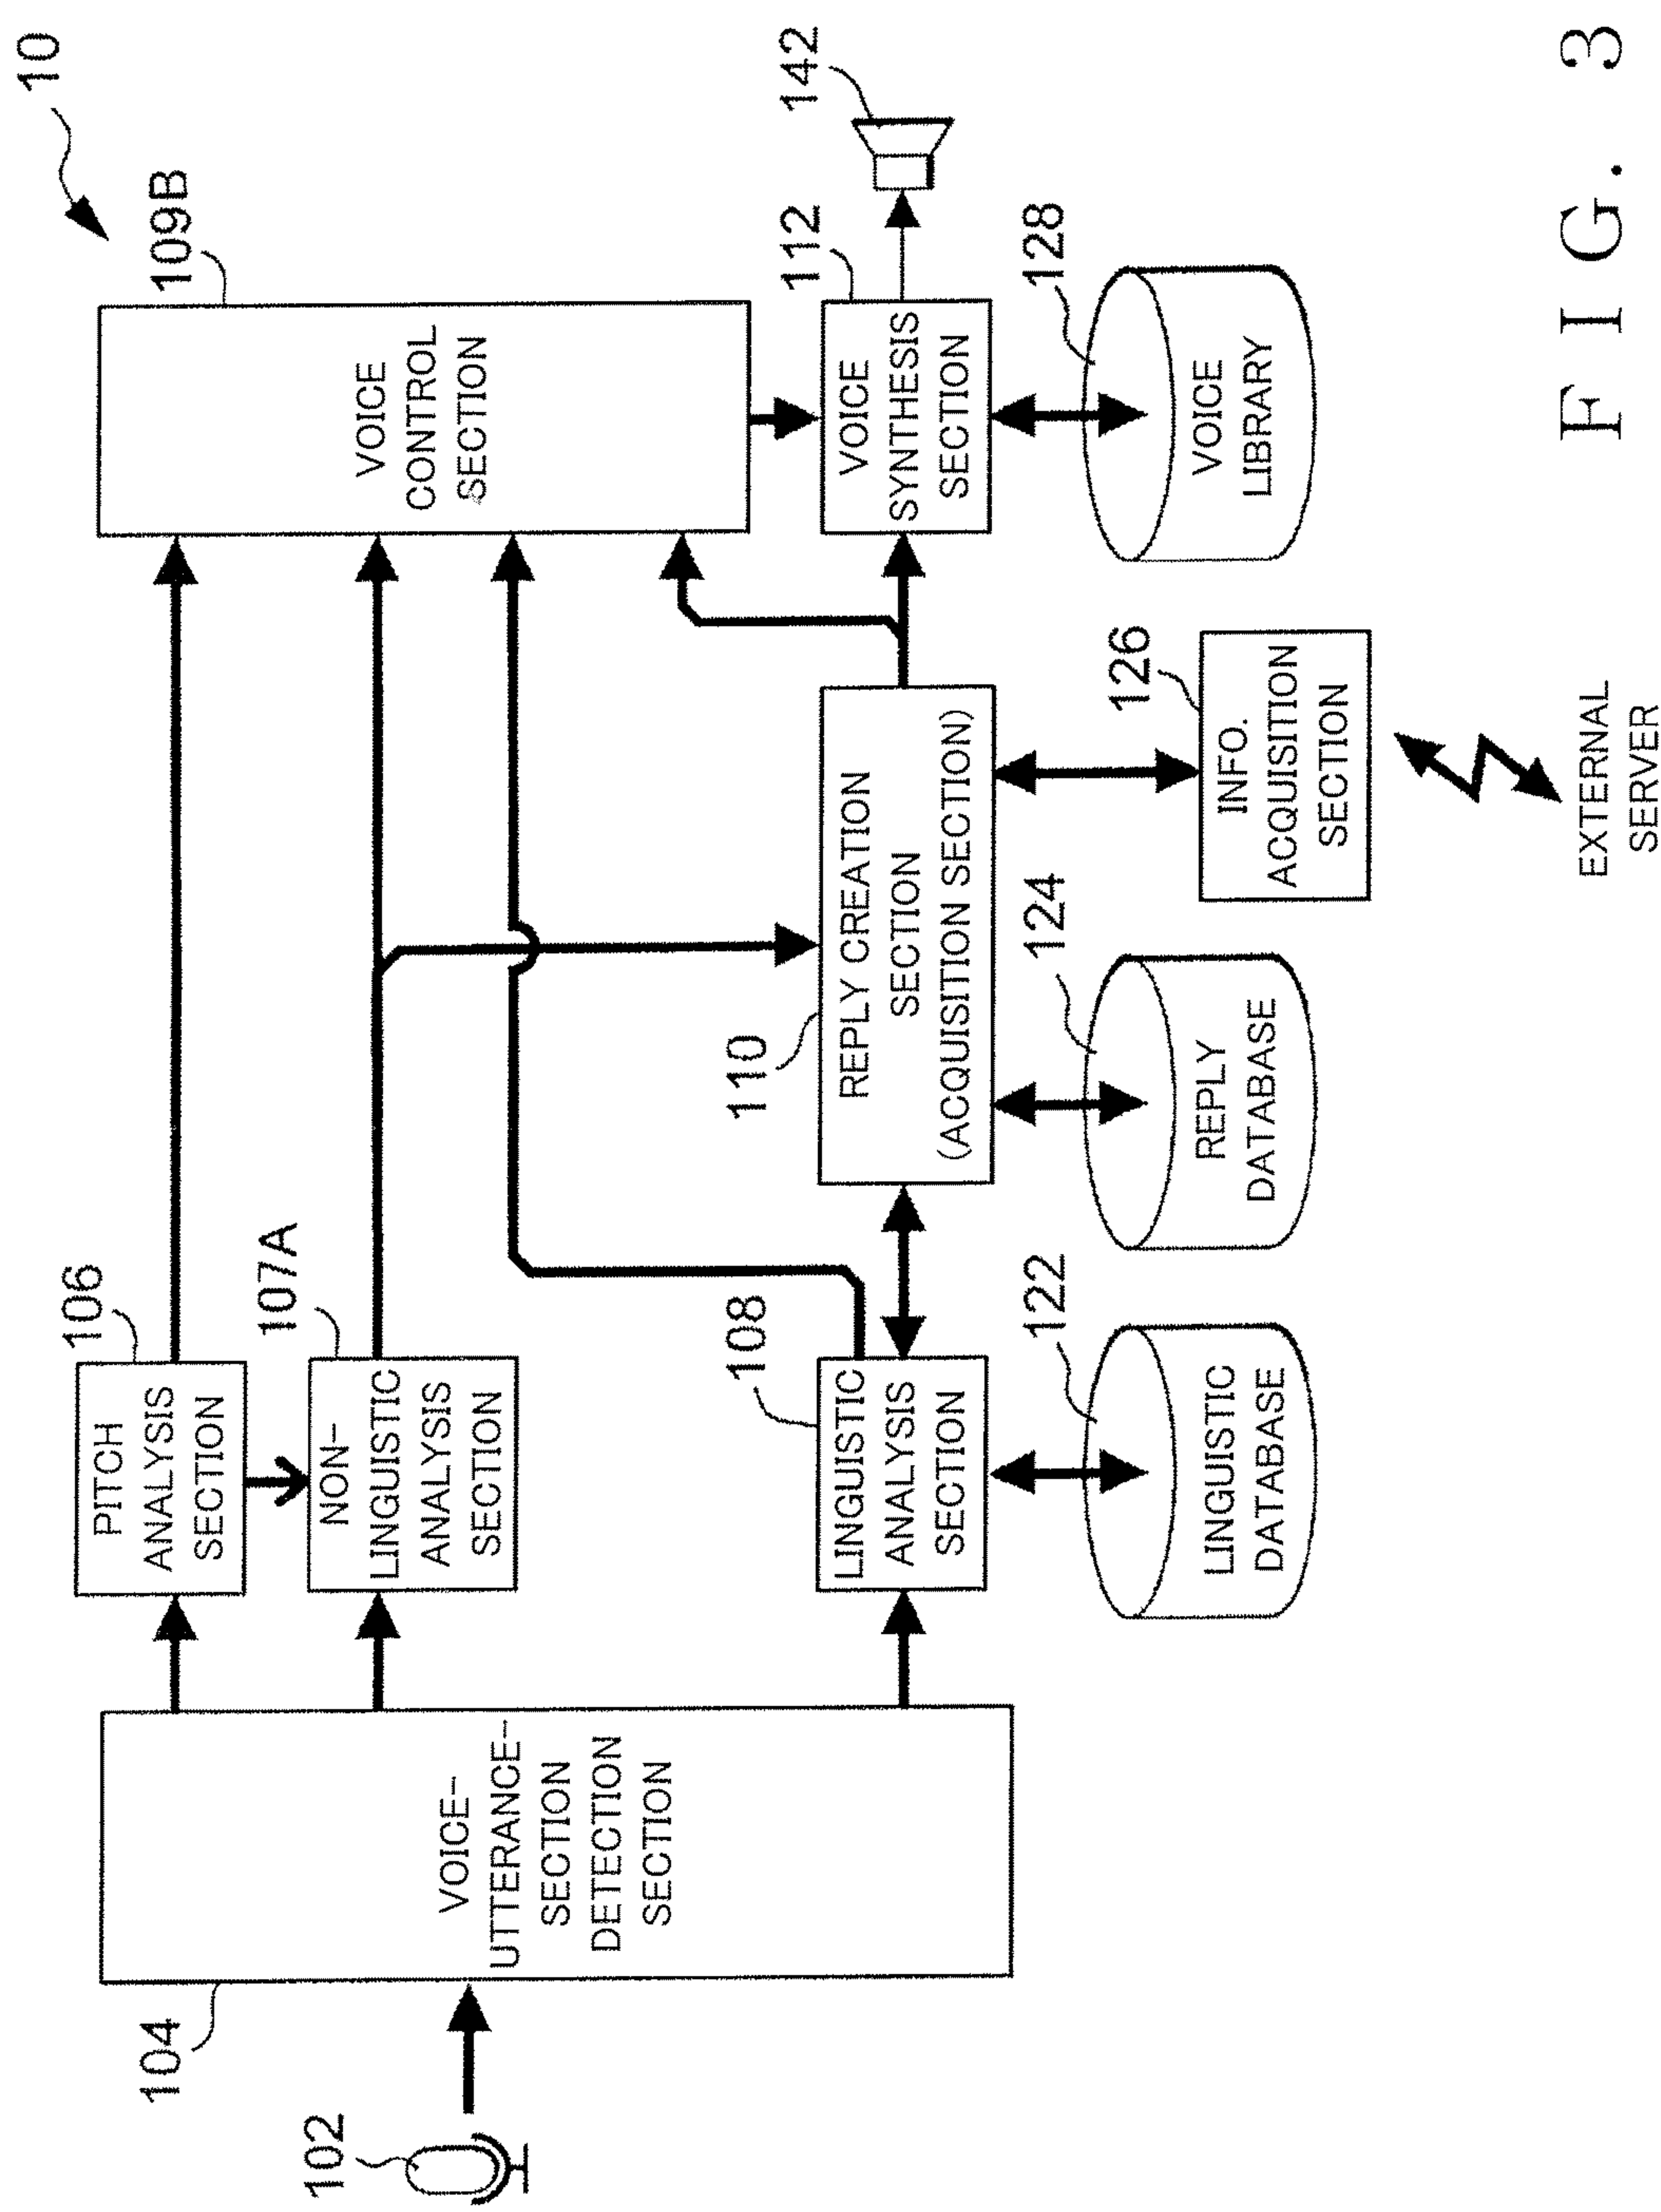 10
109B
VOICE
CONTROL
SECTION
142
112
VOICE
SYNTHESIS
SECTION
128
VOICE
LIBRARY
106
PITCH
ANALYSIS
SECTION
107A
NON-
LINGUISTIC
ANALYSIS
SECTION
110
REPLY CREATION
SECTION
(ACQUISITION SECTION)
126
INFO.
ACQUISITION
SECTION
EXTERNAL
SERVER
124
REPLY
DATABASE
108
LINGUISTIC
ANALYSIS
SECTION
122
LINGUISTIC
DATABASE
104
VOICE-
UTTERANCE-
SECTION
DETECTION
SECTION
102
FIG. 3